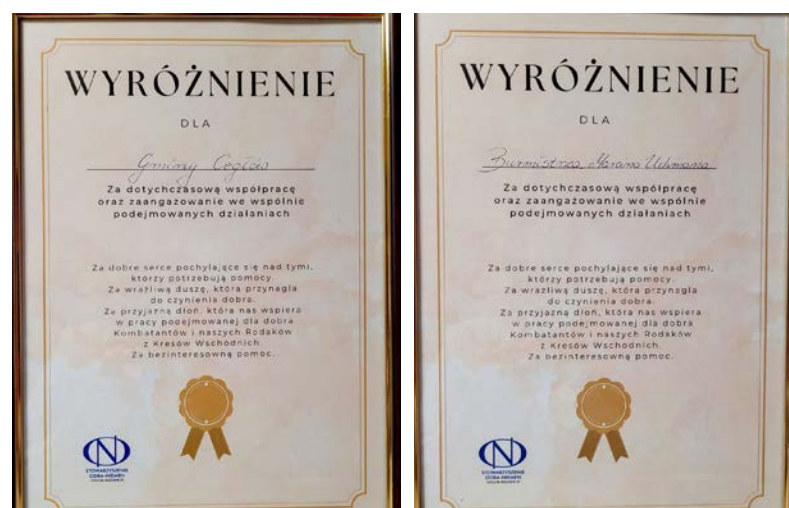 WYRÓŻNIENIE
DLA
Gminy Cegłów
Za dotychczasową współpracę
oraz zaangażowanie we wspólnie
podejmowanych działaniach
Za dobre serce pochylające się nad tymi,
którzy potrzebują pomocy.
Za wrażliwą duszę, która przynagla
do czynienia dobra.
Za przyjazną dłoń, która nas wspiera
w pracy podejmowanej dla dobra
Kombatantów i naszych Rodaków
z Kresów Wschodnich.
Za bezinteresowną pomoc.
STOWARZYSZENIE
ODRA-NIEMEN
WYRÓŻNIENIE
DLA
Burmistrza Marcina Uchmana
Za dotychczasową współpracę
oraz zaangażowanie we wspólnie
podejmowanych działaniach
Za dobre serce pochylające się nad tymi,
którzy potrzebują pomocy.
Za wrażliwą duszę, która przynagla
do czynienia dobra.
Za przyjazną dłoń, która nas wspiera
w pracy podejmowanej dla dobra
Kombatantów i naszych Rodaków
z Kresów Wschodnich.
Za bezinteresowną pomoc.
STOWARZYSZENIE
ODRA-NIEMEN